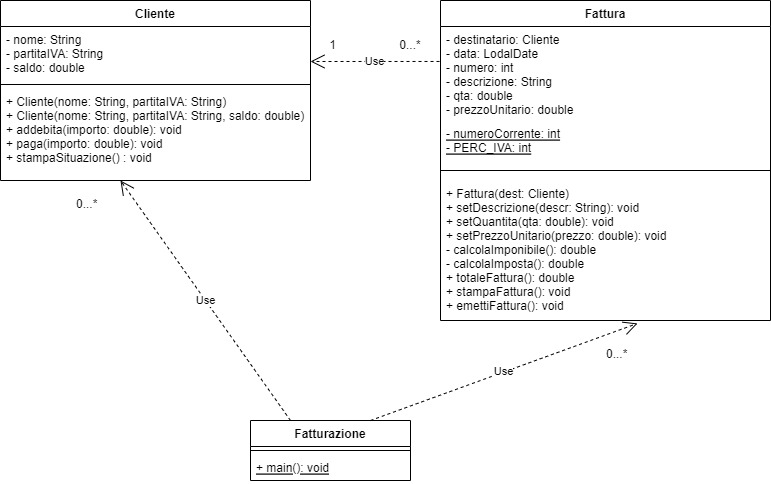 Cliente
- nome: String
- partitaIVA: String
- saldo: double
+ Cliente(nome: String, partitaIVA: String)
+ Cliente(nome: String, partitaIVA: String, saldo: double)
+ addebita(importo: double): void
+ paga(importo: double): void
+ stampaSituazione() : void
1
0...*
Use
Fattura
- destinatario: Cliente
- data: LodalDate
- numero: int
- descrizione: String
- qta: double
- prezzoUnitario: double
- numeroCorrente: int
- PERC_IVA: int
+ Fattura(dest: Cliente)
+ setDescrizione(descr: String): void
+ setQuantita(qta: double): void
+ setPrezzoUnitario(prezzo: double): void
- calcolaImponibile(): double
- calcolaImposta(): double
+ totaleFattura(): double
+ stampaFattura(): void
+ emettiFattura(): void
0...*
Use
0...*
Use
Fatturazione
+ main(): void